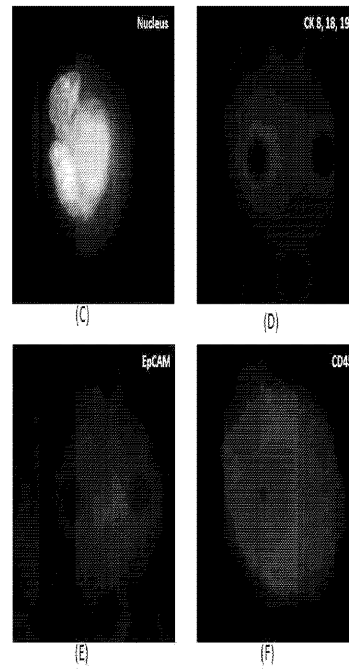 Nucleus
CK 8, 18, 19
(C)
(D)
EpCAM
(E)
(F)